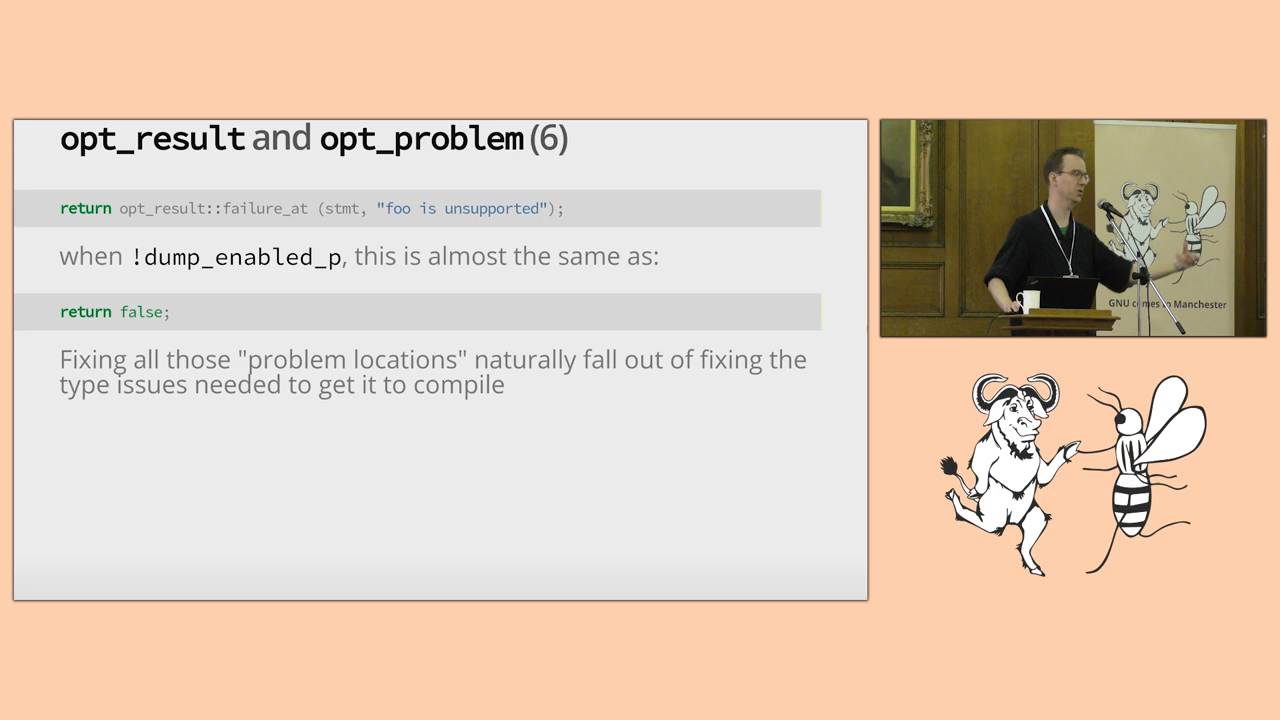 opt_result and opt_problem (6)
return opt_result::failure_at (stmt, "foo is unsupported");
when !dump_enabled_p, this is almost the same as:
return false;
Fixing all those "problem locations" naturally fall out of fixing the
type issues needed to get it to compile
GNU comes to Manchester